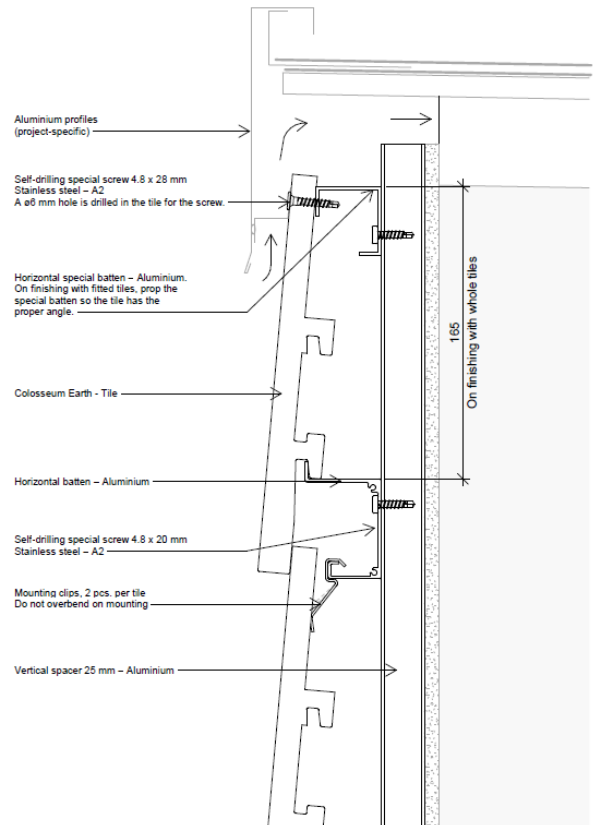 Aluminium profiles
(project-specific)
Self-drilling special screw 4.8 x 28 mm
Stainless steel – A2
A ø6 mm hole is drilled in the tile for the screw.
Horizontal special batten – Aluminium.
On finishing with fitted tiles, prop the
special batten so the tile has the
proper angle.
165
On finishing with whole tiles
Colosseum Earth - Tile
Horizontal batten – Aluminium
Self-drilling special screw 4.8 x 20 mm
Stainless steel – A2
Mounting clips, 2 pcs. per tile
Do not overbend on mounting
Vertical spacer 25 mm – Aluminium